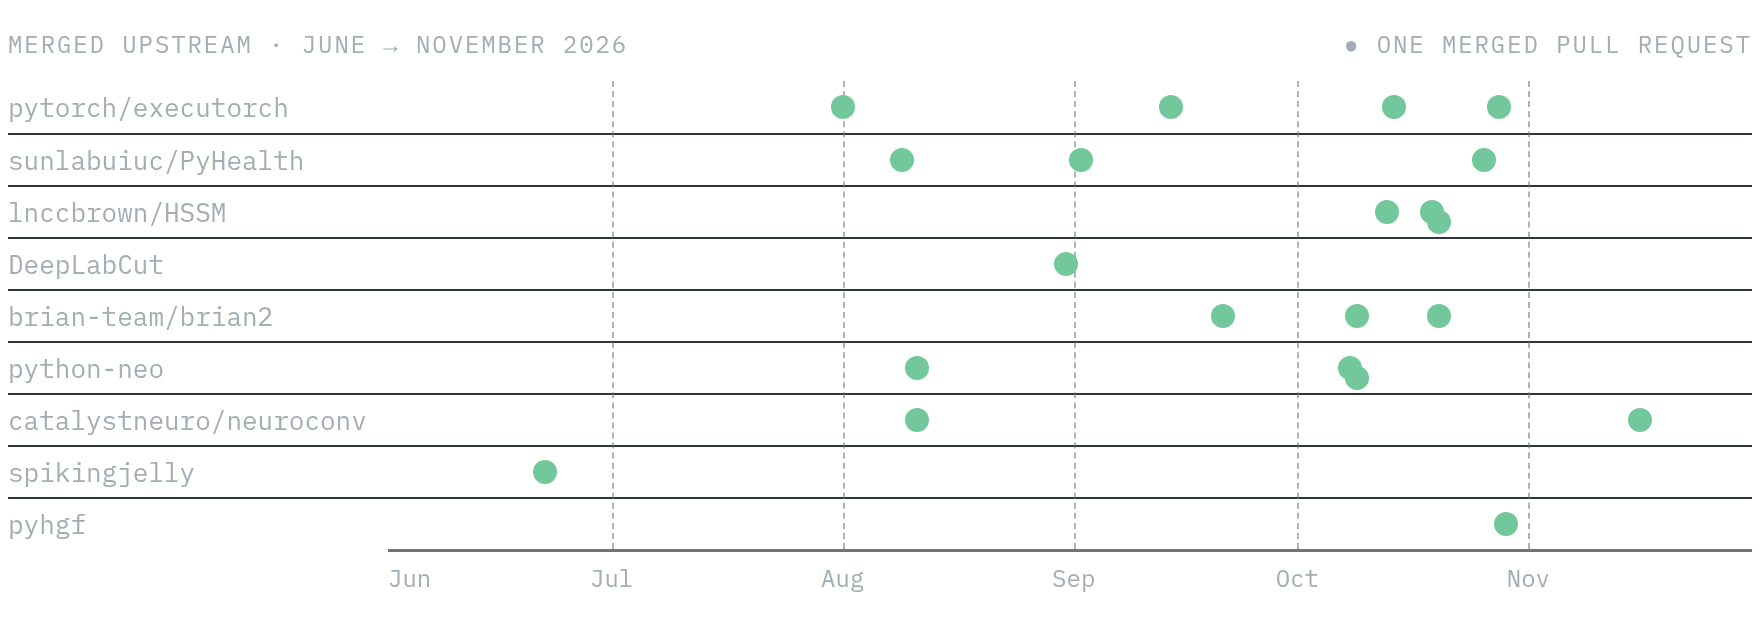 MERGED UPSTREAM · JUNE → NOVEMBER 2026
● ONE MERGED PULL REQUEST
pytorch/executorch
sunlabuiuc/PyHealth
lnccbrown/HSSM
DeepLabCut
brian-team/brian2
python-neo
catalystneuro/neuroconv
spikingjelly
pyhgf
Jun Jul Aug Sep Oct Nov